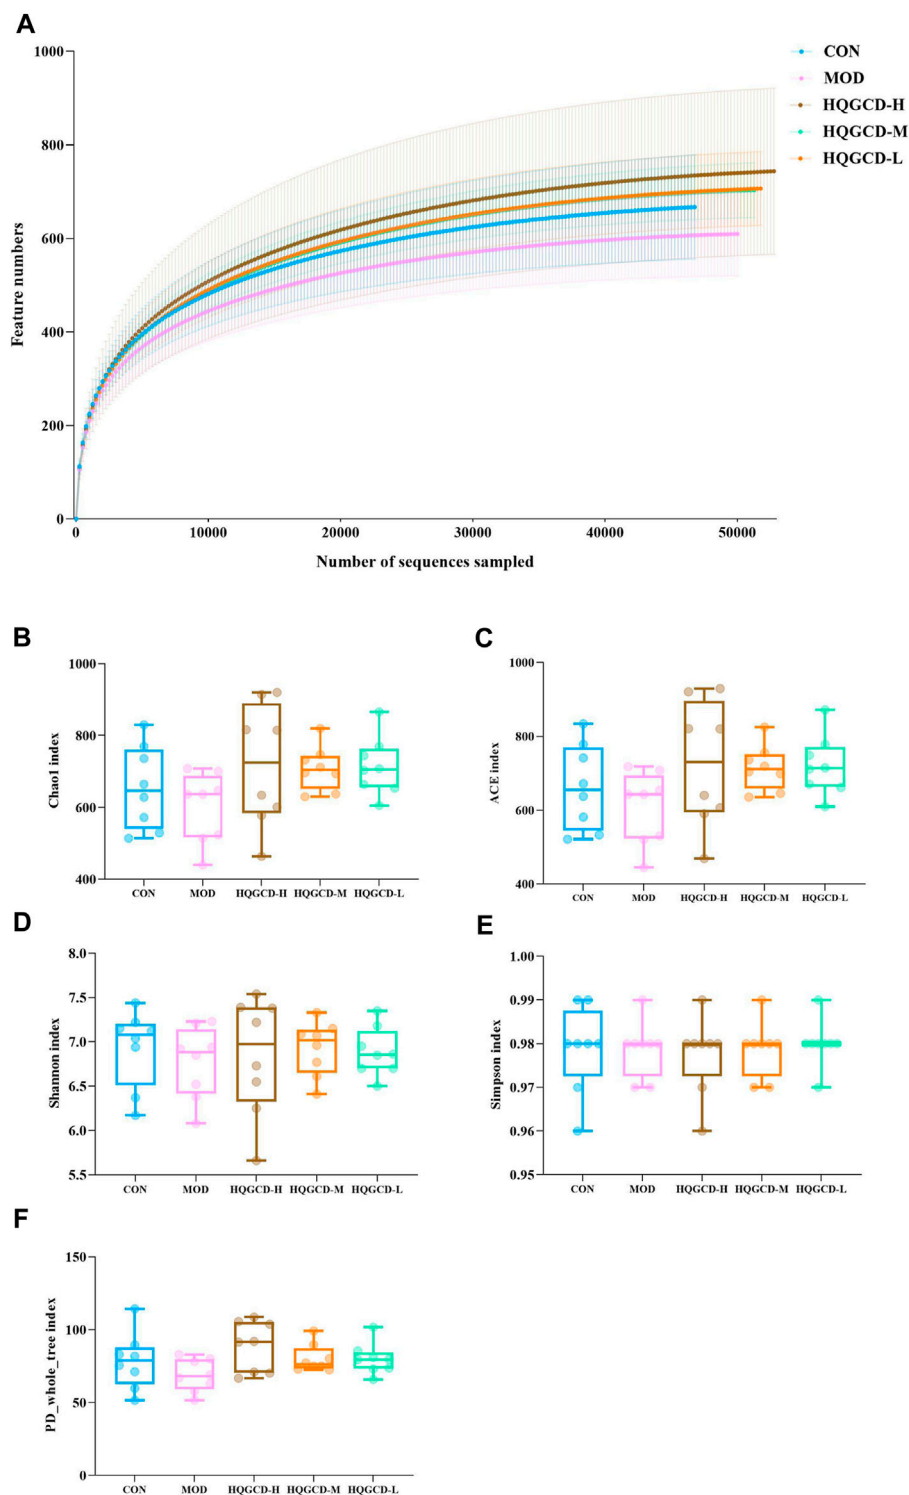 A
1000
800
600
400
200
0
Feature numbers
0 10000 20000 30000 40000 50000
Number of sequences sampled
CON
MOD
HQGCD-H
HQGCD-M
HQGCD-L
B
1000
800
600
400
Chao1 index
CON MOD HQGCD-H HQGCD-M HQGCD-L
C
1000
800
600
400
ACE index
CON MOD HQGCD-H HQGCD-M HQGCD-L
D
8.0
7.5
7.0
6.5
6.0
5.5
Shannon index
CON MOD HQGCD-H HQGCD-M HQGCD-L
E
1.00
0.99
0.98
0.97
0.96
0.95
Simpson index
CON MOD HQGCD-H HQGCD-M HQGCD-L
F
150
100
50
0
PD_whole_tree index
CON MOD HQGCD-H HQGCD-M HQGCD-L